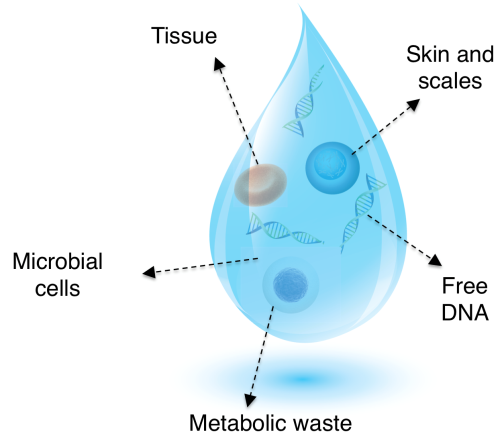 Tissue
Skin and
scales
Microbial
cells
Free
DNA
Metabolic waste